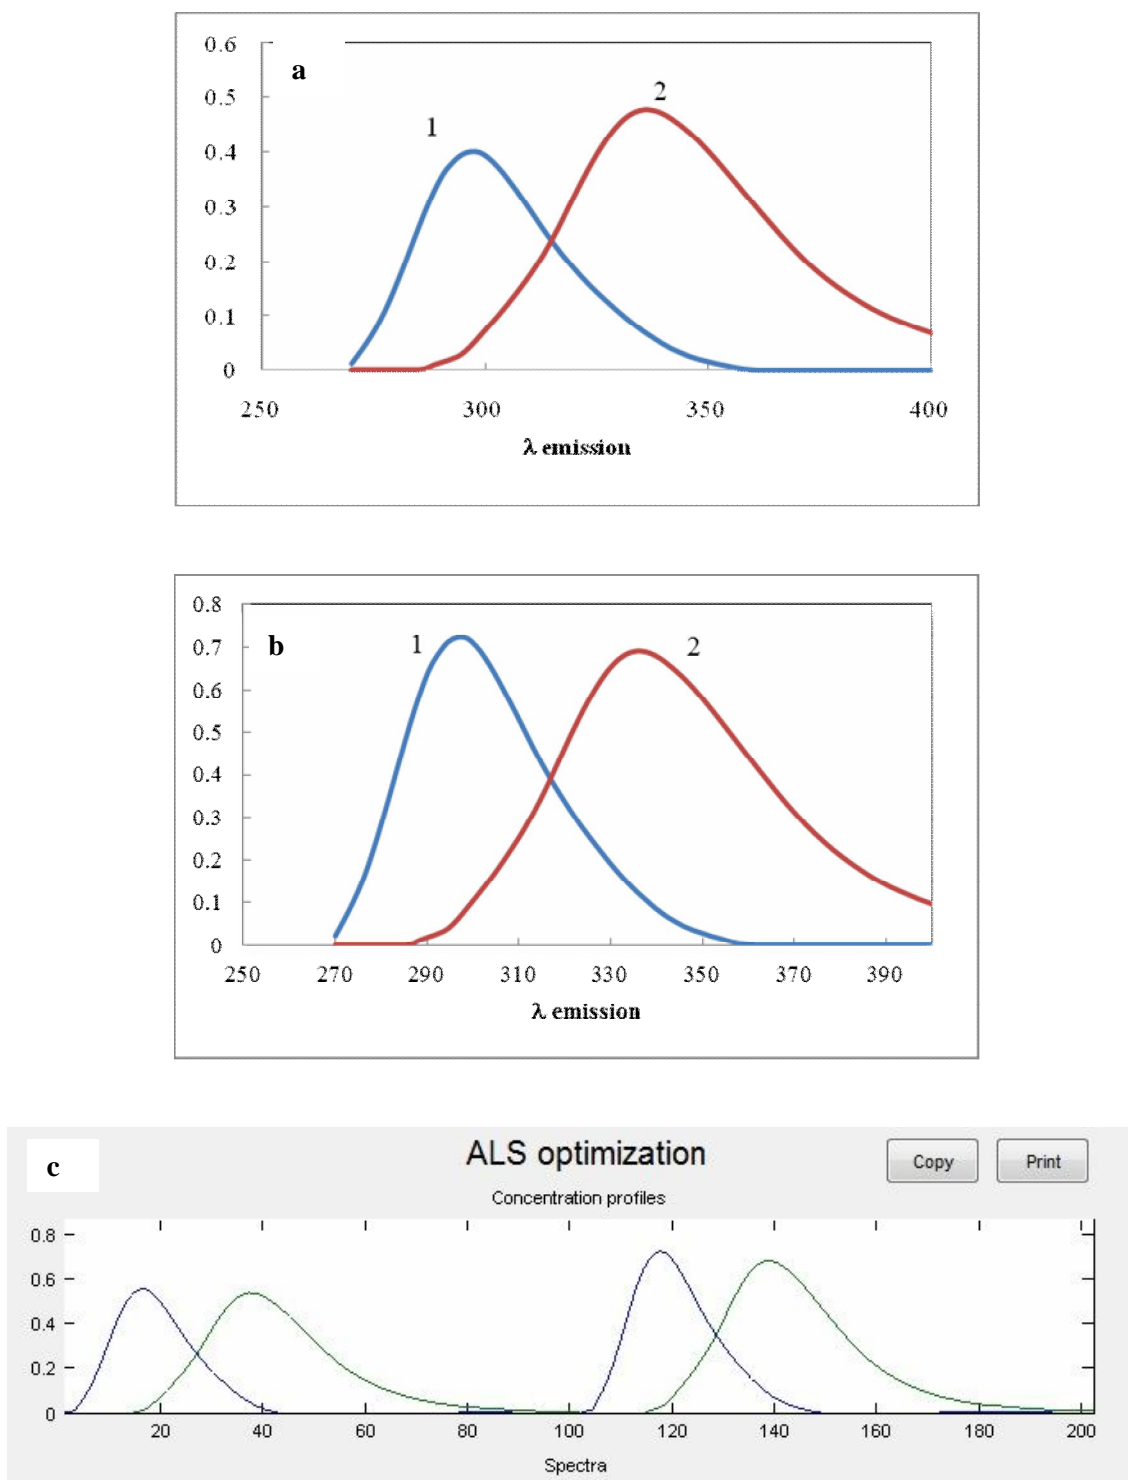 0.6
a
2
0.5
1
0.4
0.3
0.2
0.1
0
250 300 350 400
λ emission
0.8
b
1
2
0.7
0.6
0.5
0.4
0.3
0.2
0.1
0
250 270 290 310 330 350 370 390
λ emission
c
ALS optimization
Copy Print
Concentration profiles
0.8
0.6
0.4
0.2
0
20 40 60 80 100 120 140 160 180 200
Spectra